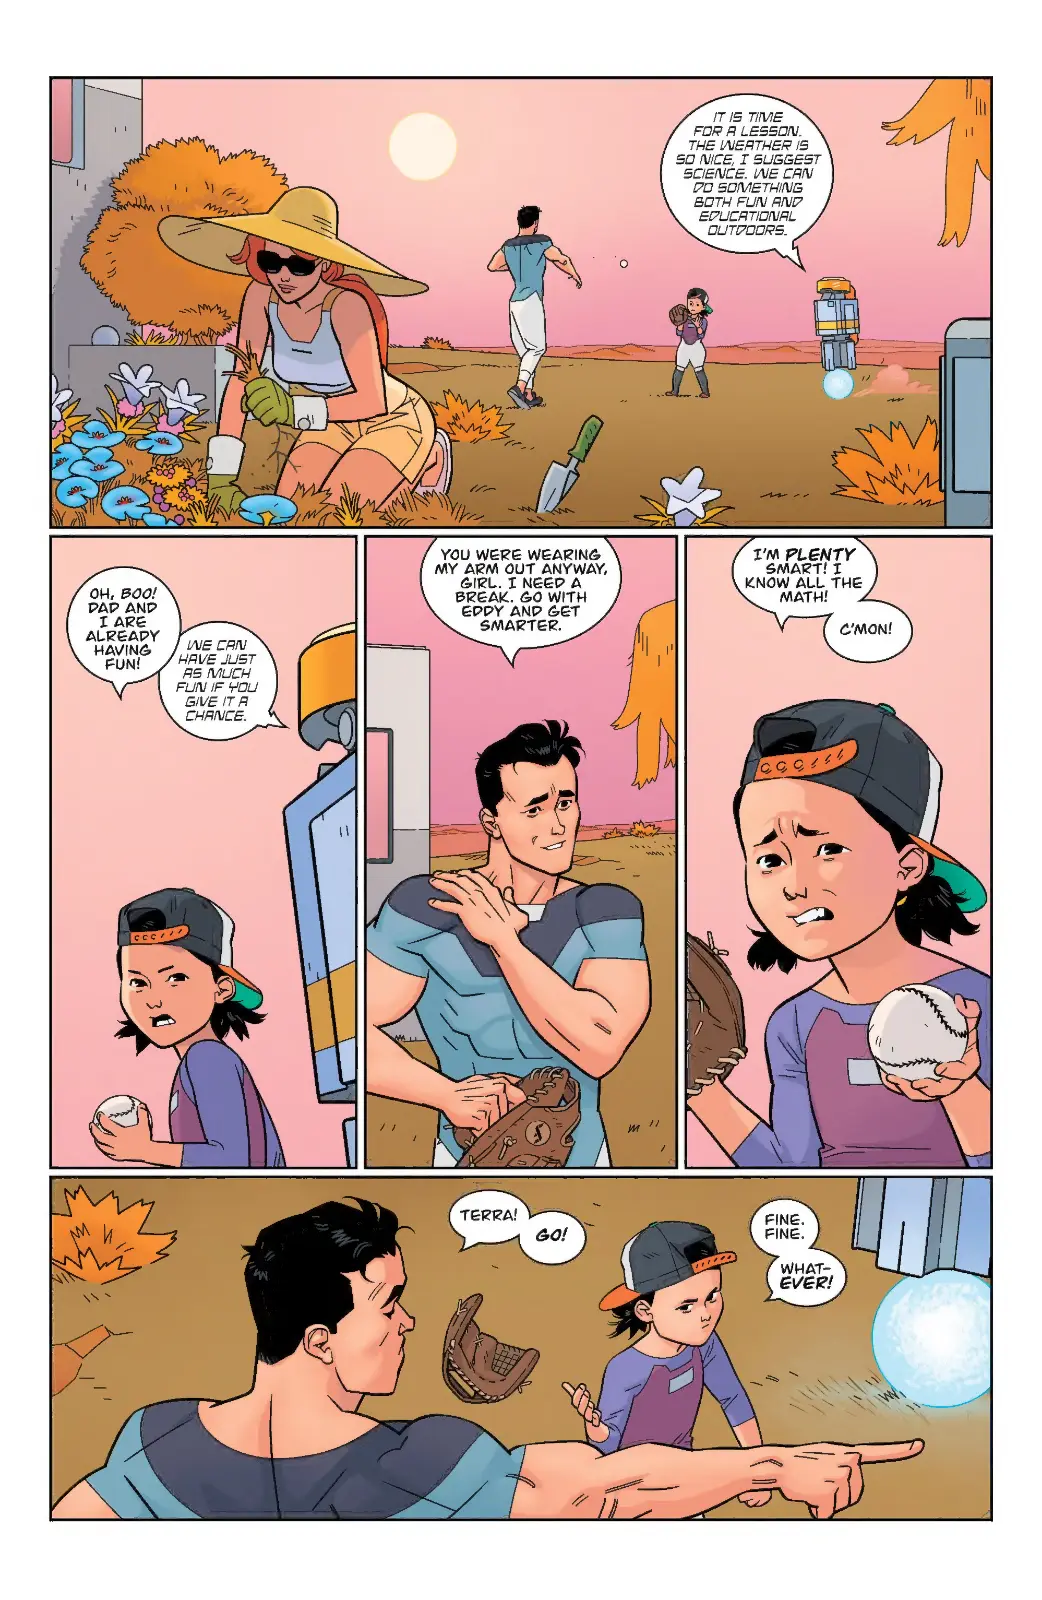 IT IS TIME
FOR A LESSON.
THE WEATHER IS
SO NICE, I SUGGEST
SCIENCE. WE CAN
DO SOMETHING
BOTH FUN AND
EDUCATIONAL
OUTDOORS.
OH, BOO!
DAD AND
I ARE
ALREADY
HAVING
FUN!
WE CAN
HAVE JUST
AS MUCH
FUN IF YOU
GIVE IT A
CHANCE.
YOU WERE WEARING
MY ARM OUT ANYWAY,
GIRL. I NEED A
BREAK. GO WITH
EDDY AND GET
SMARTER.
I'M PLENTY
SMART! I
KNOW ALL THE
MATH!
C'MON!
TERRA!
GO!
FINE.
FINE.
WHAT-
EVER!